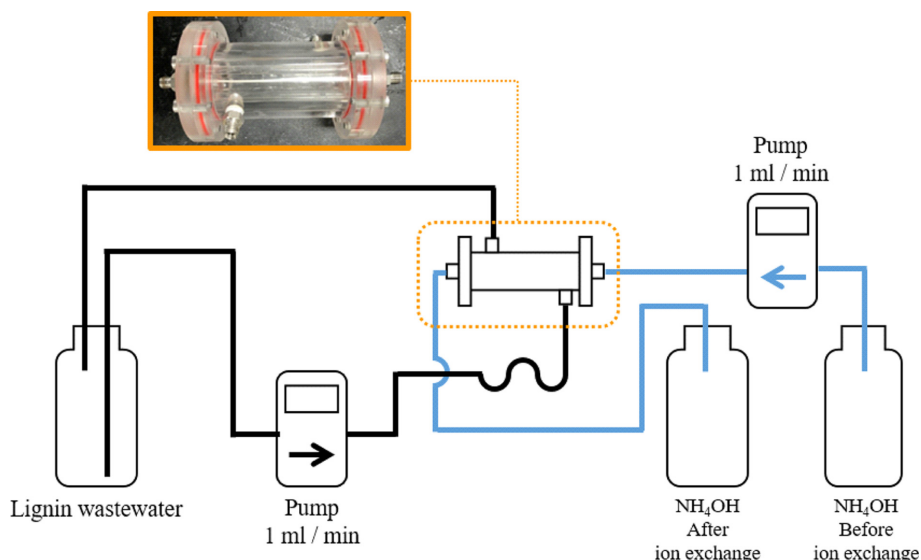 Pump
1 ml / min
Lignin wastewater
Pump
1 ml / min
NH₄OH
After
ion exchange
NH₄OH
Before
ion exchange